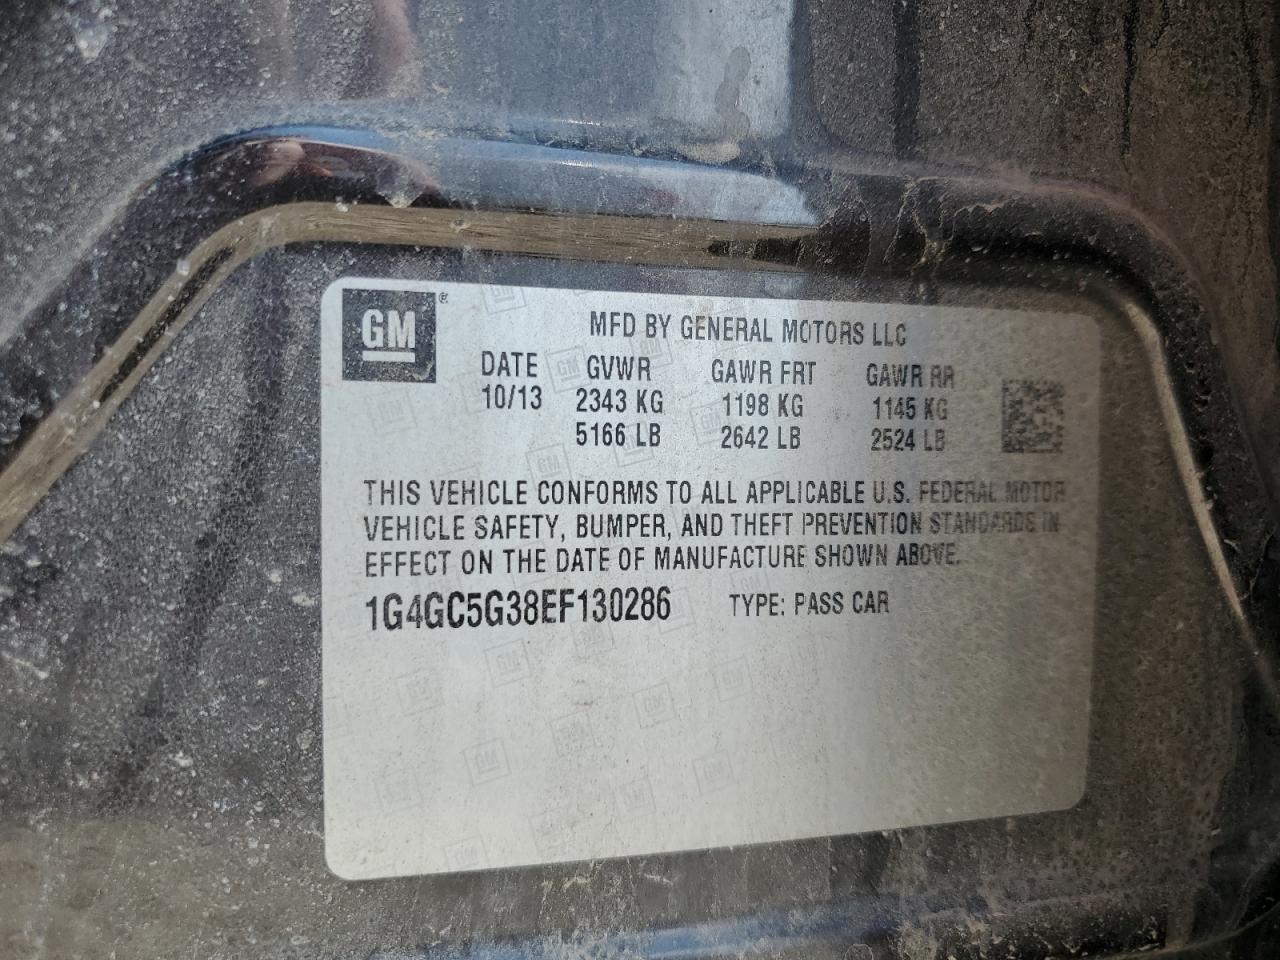 GM®
MFD BY GENERAL MOTORS LLC
DATE GVWR GAWR FRT GAWR RR
10/13 2343 KG 1198 KG 1145 KG
5166 LB 2642 LB 2524 LB
THIS VEHICLE CONFORMS TO ALL APPLICABLE U.S. FEDERAL MOTOR
VEHICLE SAFETY, BUMPER, AND THEFT PREVENTION STANDARDS IN
EFFECT ON THE DATE OF MANUFACTURE SHOWN ABOVE.
1G4GC5G38EF130286 TYPE: PASS CAR